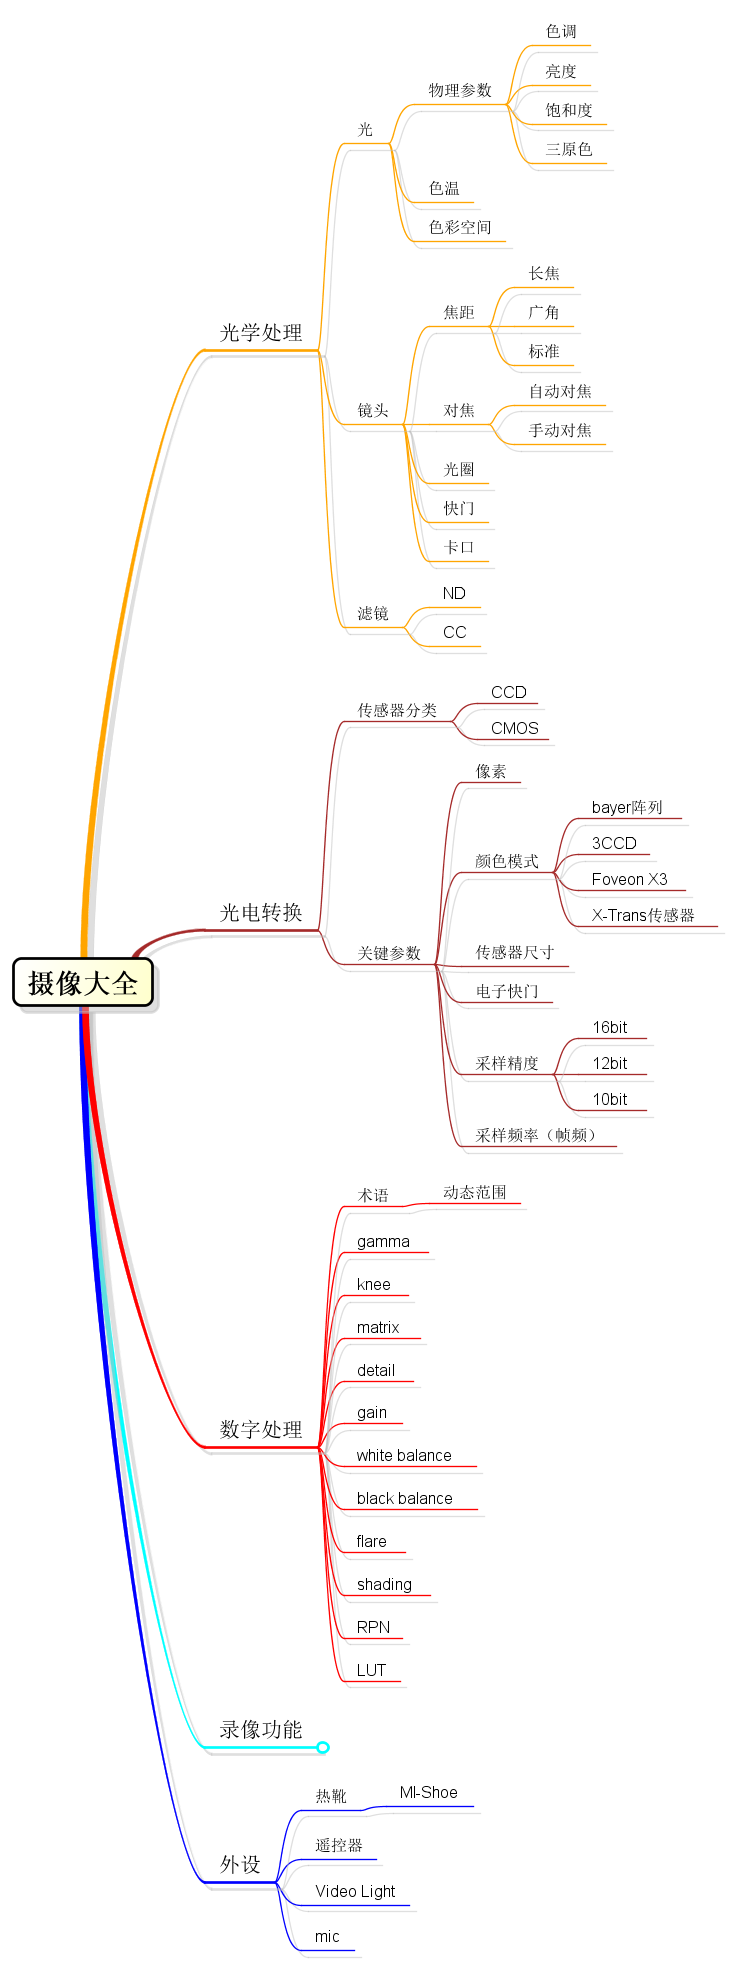 色调
亮度
物理参数
饱和度
光
三原色
色温
色彩空间
长焦
焦距
广角
光学处理
标准
自动对焦
镜头
对焦
手动对焦
光圈
快门
卡口
ND
滤镜
CC
CCD
传感器分类
CMOS
像素
bayer阵列
3CCD
颜色模式
Foveon X3
光电转换
X-Trans传感器
关键参数
传感器尺寸
摄像大全
电子快门
16bit
采样精度
12bit
10bit
采样频率（帧频）
术语
动态范围
gamma
knee
matrix
detail
gain
数字处理
white balance
black balance
flare
shading
RPN
LUT
录像功能
热靴
MI-Shoe
遥控器
外设
Video Light
mic